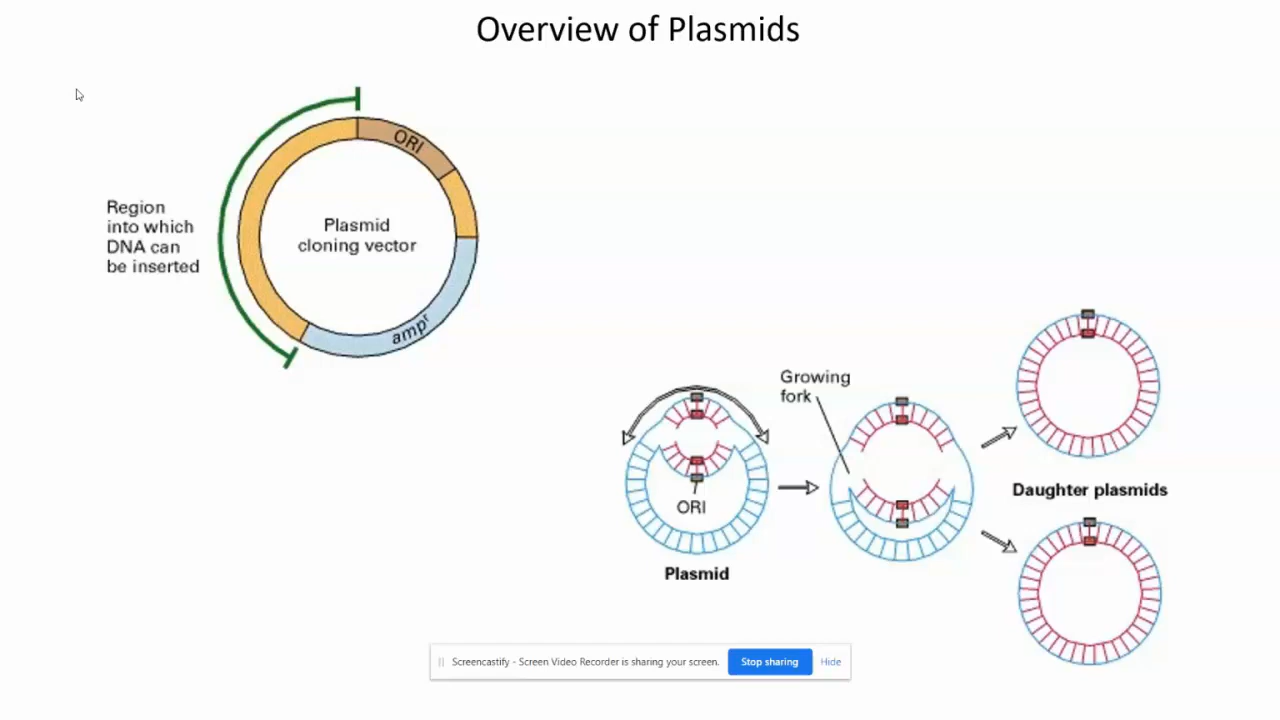 Overview of Plasmids
ORI
Region
into which
DNA can
be inserted
Plasmid
cloning vector
ampʳ
Growing
fork
ORI
Plasmid
Daughter plasmids
Screencastify - Screen Video Recorder is sharing your screen.
Stop sharing
Hide